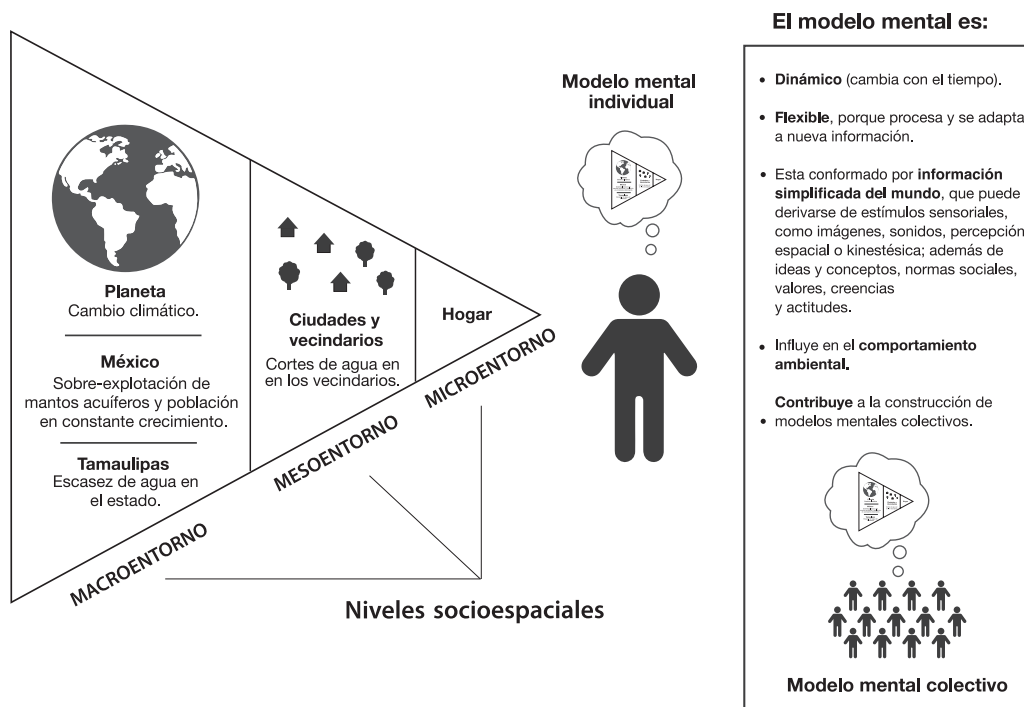 Planeta
Cambio climático.
México
Sobre-explotación de
mantos acuíferos y población
en constante crecimiento.
Tamaulipas
Escasez de agua en
el estado.
Ciudades y
vecindarios
Cortes de agua en
en los vecindarios.
Hogar
MACROENTORNO
MESOENTORNO
MICROENTORNO
Niveles socioespaciales
Modelo mental
individual
El modelo mental es:
• Dinámico (cambia con el tiempo).
• Flexible, porque procesa y se adapta
a nueva información.
• Esta conformado por información
simplificada del mundo, que puede
derivarse de estímulos sensoriales,
como imágenes, sonidos, percepción
espacial o kinestésica; además de
ideas y conceptos, normas sociales,
valores, creencias
y actitudes.
• Influye en el comportamiento
ambiental.
Contribuye a la construcción de
• modelos mentales colectivos.
Modelo mental colectivo